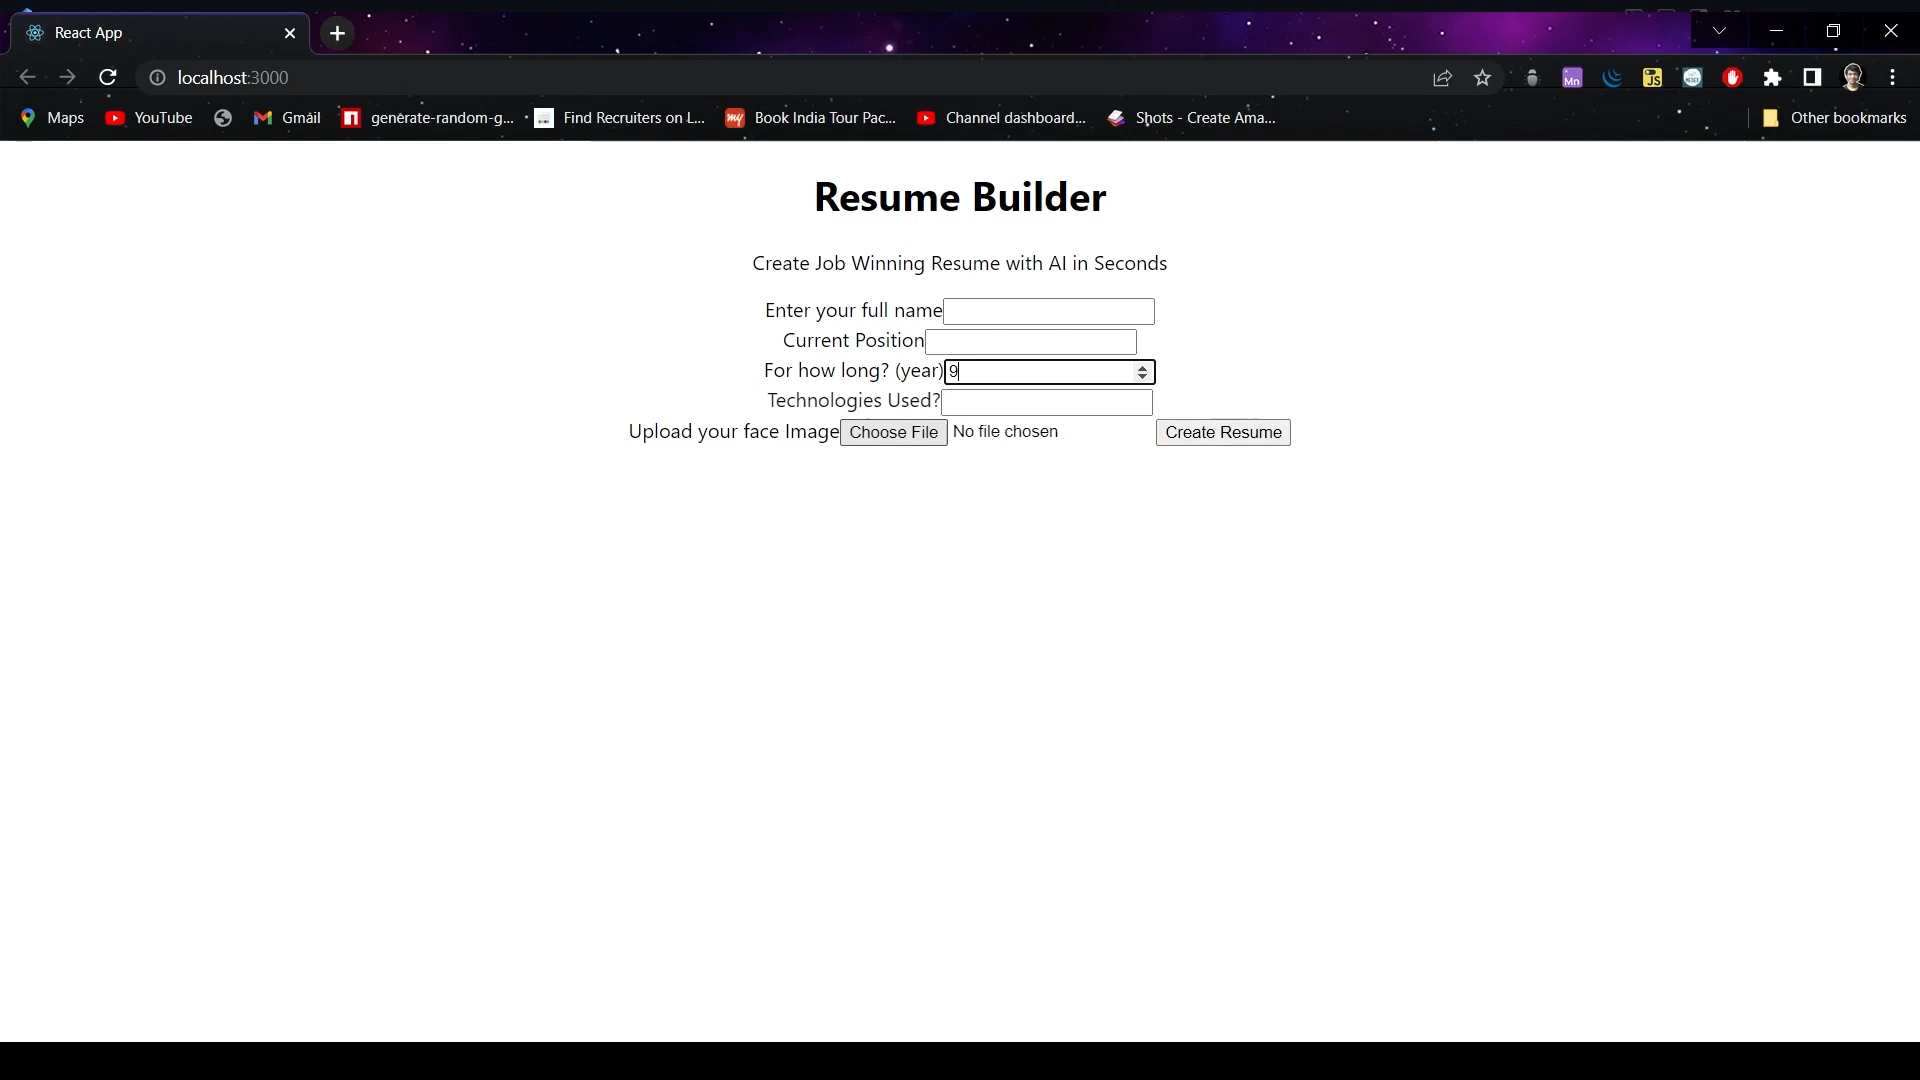 React App
localhost:3000
Mn
JS
Maps
YouTube
Gmail
generate-random-g...
Find Recruiters on L...
my
Book India Tour Pac...
Channel dashboard...
Shots - Create Ama...
Other bookmarks
Resume Builder
Create Job Winning Resume with AI in Seconds
Enter your full name
Current Position
For how long? (year) 9
Technologies Used?
Upload your face Image Choose File No file chosen Create Resume